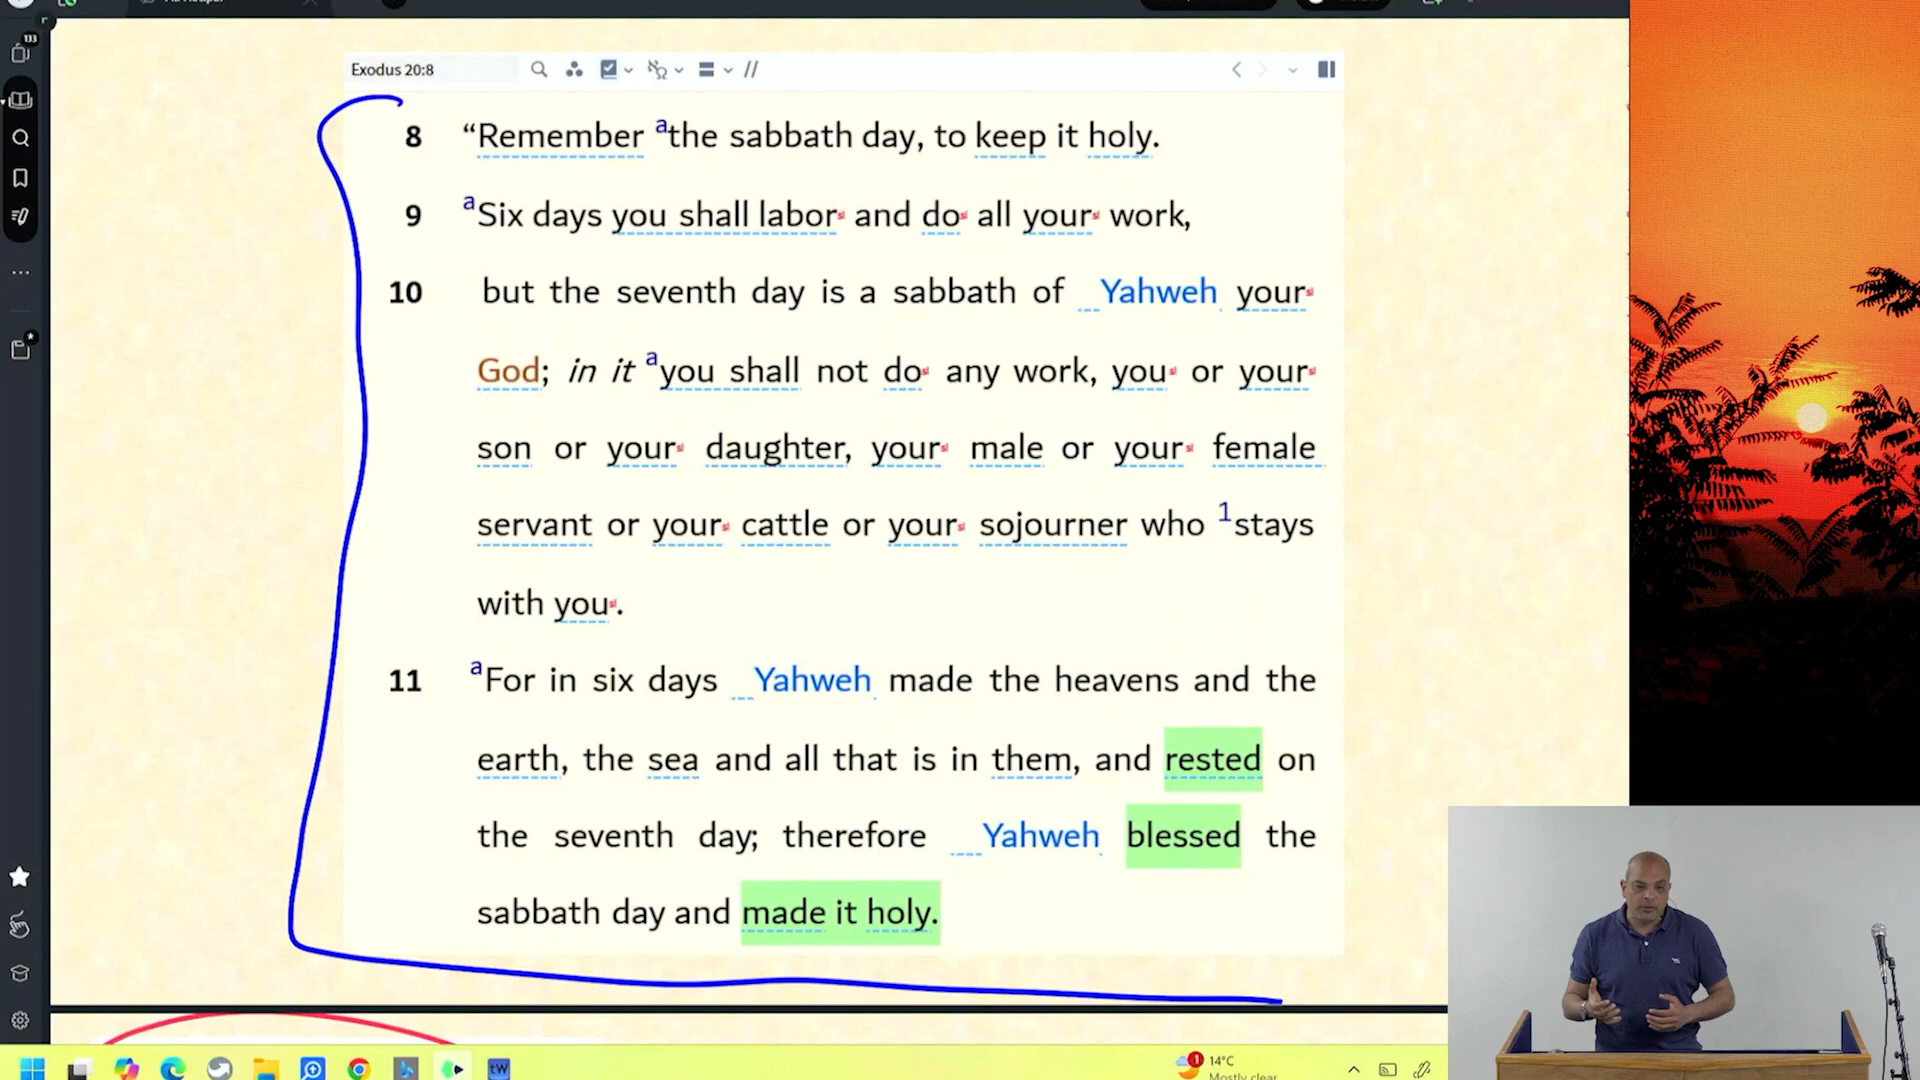 133
Exodus 20:8
8 “Remember ᵃthe sabbath day, to keep it holy.
9 ᵃSix days you shall labor and do all your work,
10 but the seventh day is a sabbath of Yahweh your
God; in it ᵃyou shall not do any work, you or your
son or your daughter, your male or your female
servant or your cattle or your sojourner who ¹stays
with you.
11 ᵃFor in six days Yahweh made the heavens and the
earth, the sea and all that is in them, and rested on
the seventh day; therefore Yahweh blessed the
sabbath day and made it holy.
tW
1
14°C
Mostly clear